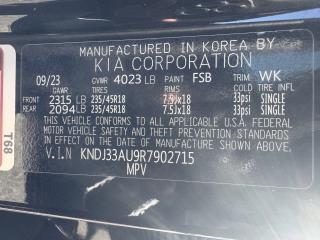 MANUFACTURED IN KOREA BY
KIA CORPORATION
09/23 GVWR 4023 LB PAINT FSB TRIM WK
GAWR TIRES RIMS COLD TIRE INFL
FRONT 2315 LB 235/45R18 7.5JX18 33psi SINGLE
REAR 2094 LB 235/45R18 7.5JX18 33psi SINGLE
THIS VEHICLE CONFORMS TO ALL APPLICABLE FEDERAL
MOTOR VEHICLE SAFETY, BUMPER, AND THEFT
PREVENTION STANDARDS IN EFFECT ON THE
DATE OF MANUFACTURE SHOWN ABOVE.
V.I.N KNDJ33AU9R7902715
MPV
T68